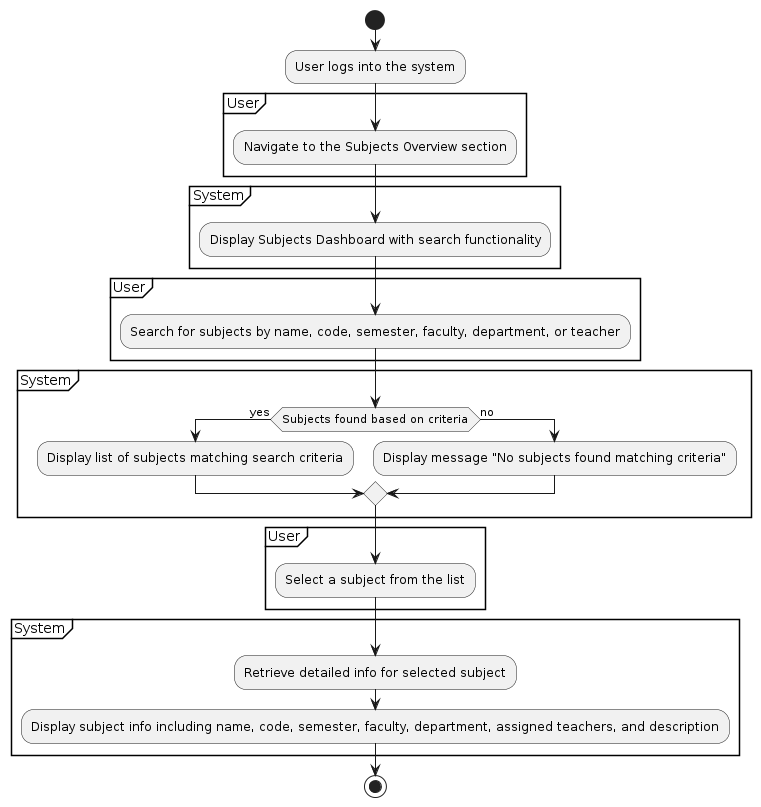 User logs into the system
User
Navigate to the Subjects Overview section
System
Display Subjects Dashboard with search functionality
User
Search for subjects by name, code, semester, faculty, department, or teacher
System
yes
Subjects found based on criteria
no
Display list of subjects matching search criteria
Display message "No subjects found matching criteria"
User
Select a subject from the list
System
Retrieve detailed info for selected subject
Display subject info including name, code, semester, faculty, department, assigned teachers, and description